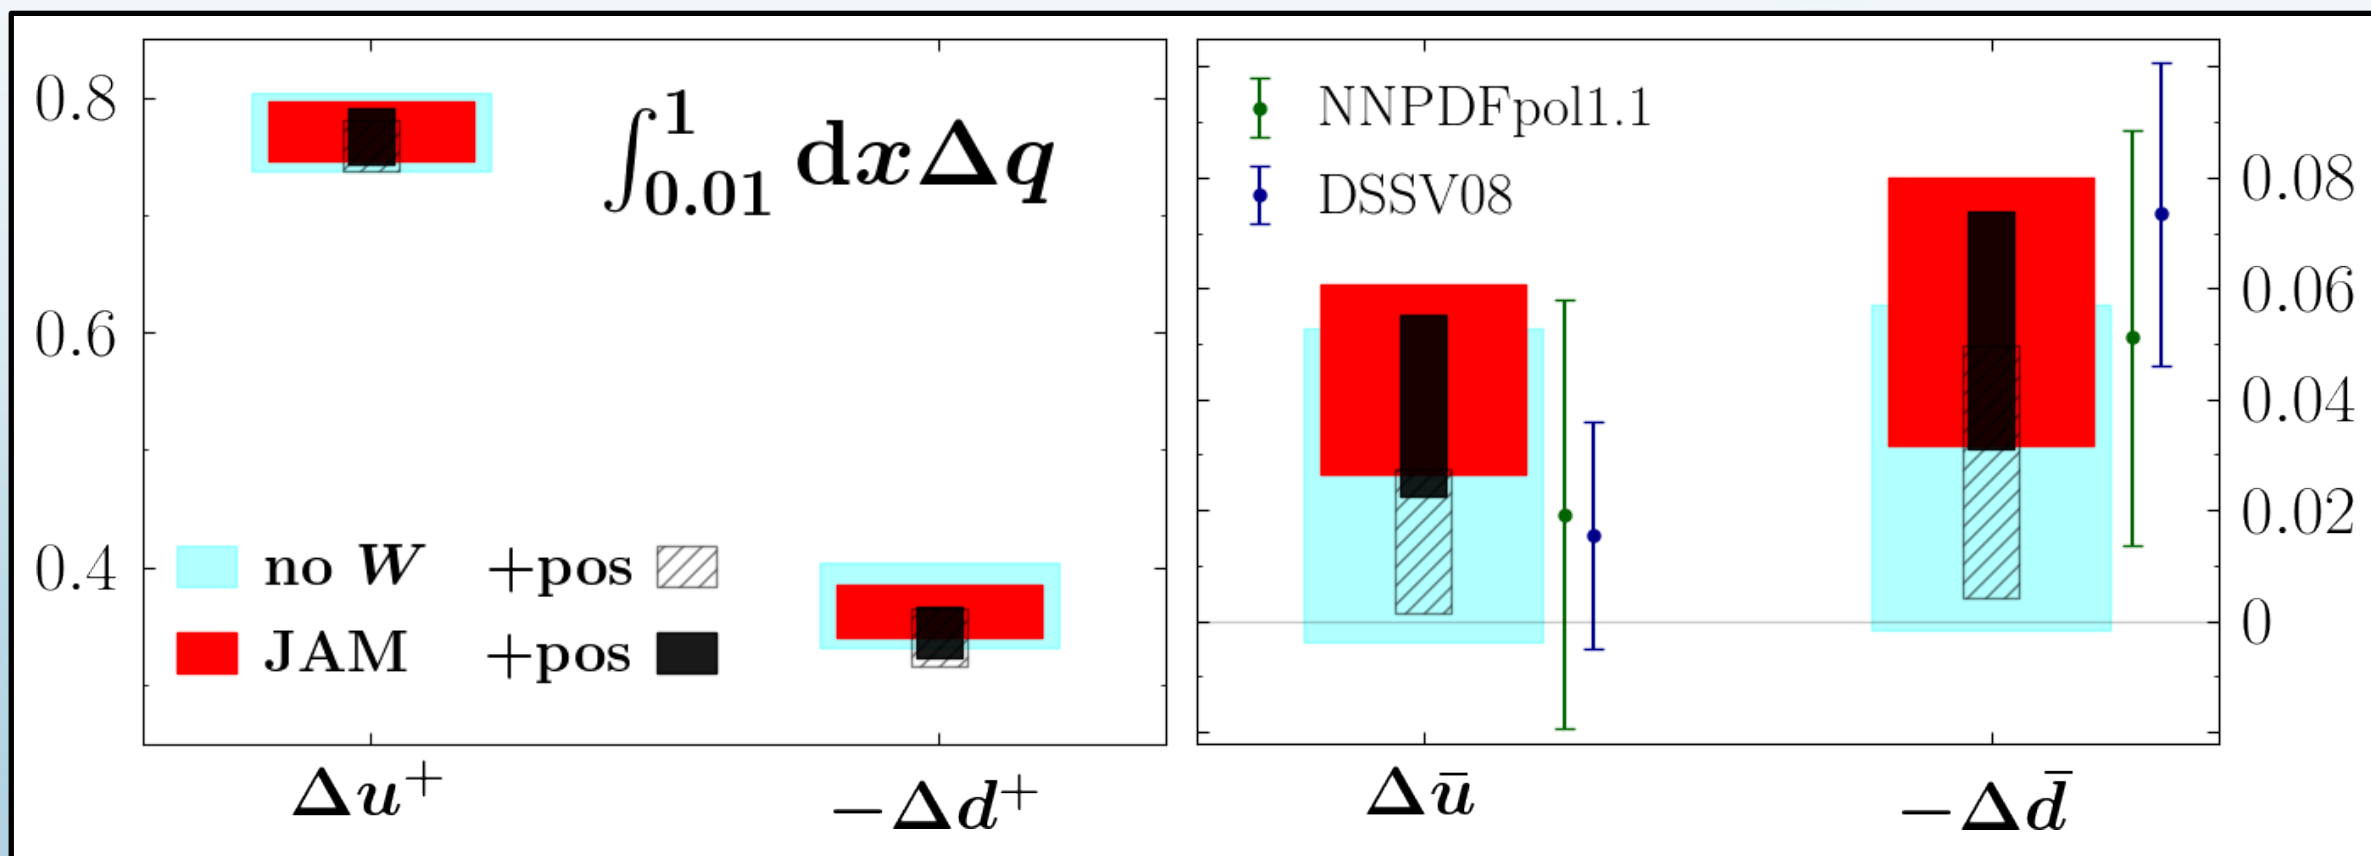 0.8
0.6
0.4
∫_{0.01}^{1} dxΔq
no W +pos
JAM +pos
Δu⁺
−Δd⁺
NNPDFpol1.1
DSSV08
0.08
0.06
0.04
0.02
0
Δū
−Δd̄